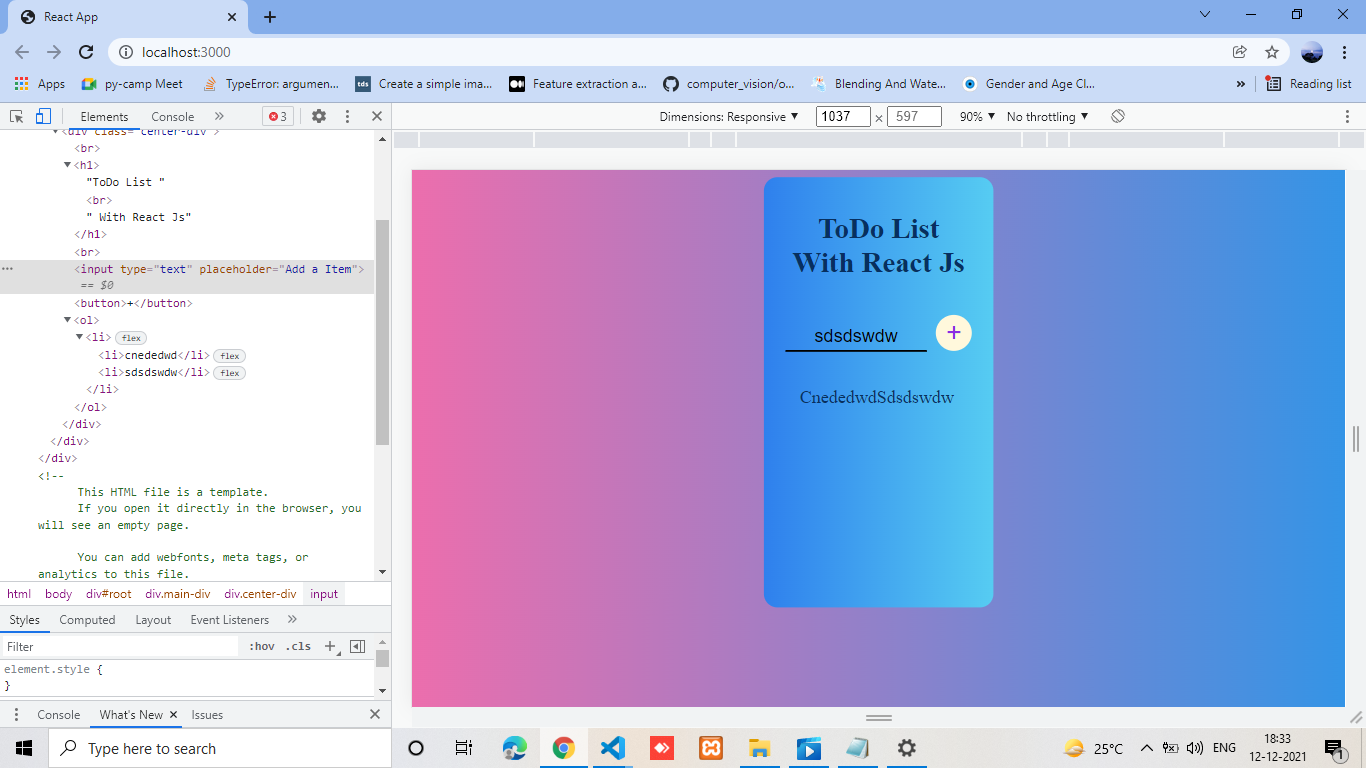 React App
localhost:3000
Apps
py-camp Meet
TypeError: argumen...
tds
Create a simple ima...
Feature extraction a...
computer_vision/o...
Blending And Wate...
Gender and Age Cl...
»
Reading list
Elements
Console
»
3
Dimensions: Responsive
1037
×
597
90%
No throttling
<div class="center-div">
<br>
<h1>
"ToDo List "
<br>
" With React Js"
</h1>
<br>
<input type="text" placeholder="Add a Item">
== $0
<button>+</button>
<ol>
<li> flex
<li>cnededwd</li> flex
<li>sdsdswdw</li> flex
</li>
</ol>
</div>
</div>
</div>
<!--
This HTML file is a template.
If you open it directly in the browser, you
will see an empty page.
You can add webfonts, meta tags, or
analytics to this file.
html body div#root div.main-div div.center-div input
Styles Computed Layout Event Listeners »
Filter
:hov .cls +
element.style {
}
Console
What's New
Issues
ToDo List
With React Js
sdsdswdw
+
CnededwdSdsdswdw
Type here to search
25°C
ENG
18:33
12-12-2021
1